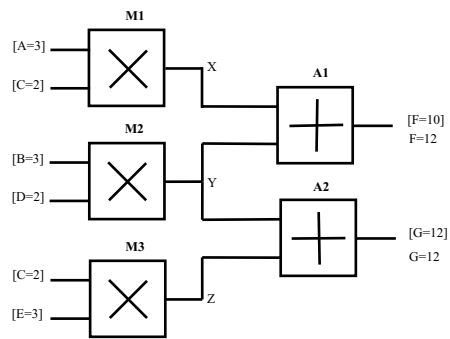 M1
[A=3]
[C=2]
X
A1
[F=10]
F=12
M2
[B=3]
[D=2]
Y
A2
[G=12]
G=12
M3
[C=2]
[E=3]
Z